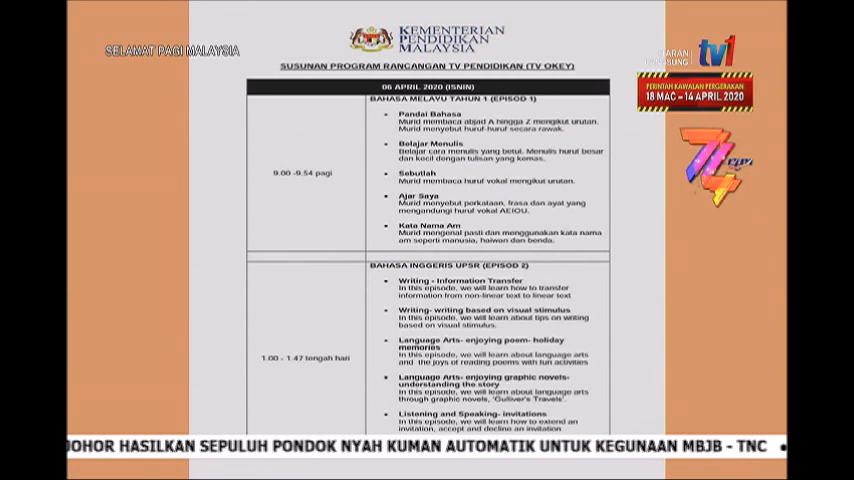 SELAMAT PAGI MALAYSIA
KEMENTERIAN
PENDIDIKAN
MALAYSIA
tv1
SUSUNAN PROGRAM RANCANGAN TV PENDIDIKAN (TV OKEY)
PERINTAH KAWALAN PERGERAKAN
18 MAC – 14 APRIL 2020
06 APRIL 2020 (ISNIN)
9.00 -9.54 pagi
BAHASA MELAYU TAHUN 1 (EPISOD 1)
• Pandai Bahasa
Murid membaca abjad A hingga Z mengikut urutan.
Murid menyebut huruf-huruf secara rawak.
• Belajar Menulis
Belajar cara menulis yang betul. Menulis huruf besar
dan kecil dengan tulisan yang kemas.
• Sebutlah
Murid membaca huruf vokal mengikut urutan.
• Ajar Saya
Murid menyebut perkataan, frasa dan ayat yang
mengandungi huruf vokal AEIOU.
• Kata Nama Am
Murid mengenal pasti dan menggunakan kata nama
am seperti manusia, haiwan dan benda.
1.00 - 1.47 tengah hari
BAHASA INGGERIS UPSR (EPISOD 2)
• Writing - Information Transfer
In this episode, we will learn how to transfer
information from non-linear text to linear text
• Writing- writing based on visual stimulus
In this episode, we will learn about tips on writing
based on visual stimulus.
• Language Arts- enjoying poem- holiday
memories
In this episode, we will learn about language arts
and the joys of reading poems with fun activities
• Language Arts- enjoying graphic novels-
understanding the story
In this episode, we will learn about language arts
through graphic novels, 'Gulliver's Travels'.
• Listening and Speaking- invitations
In this episode, we will learn how to extend an
invitation, accept and decline an invitation
JOHOR HASILKAN SEPULUH PONDOK NYAH KUMAN AUTOMATIK UNTUK KEGUNAAN MBJB - TNC •